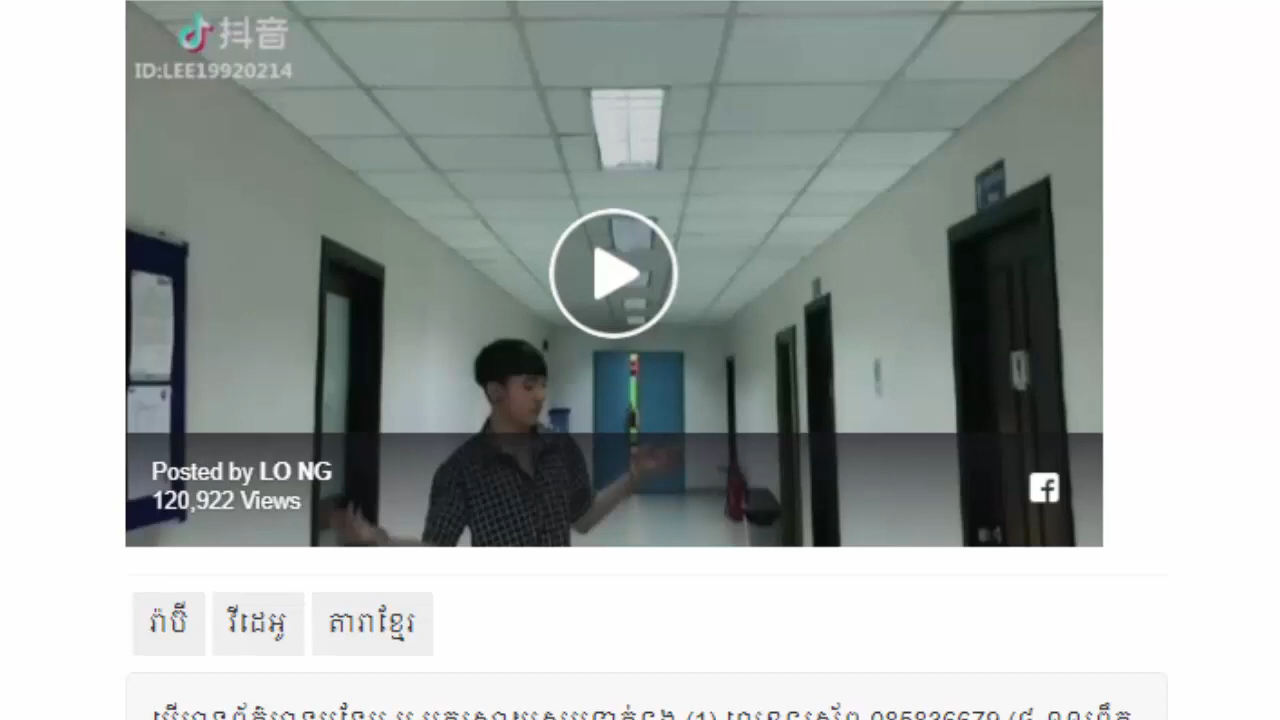 抖音
ID:LEE19920214
Posted by LO NG
120,922 Views
រ៉ាប៊ី
វីដេអូ
តារាខ្មែរ
085836679